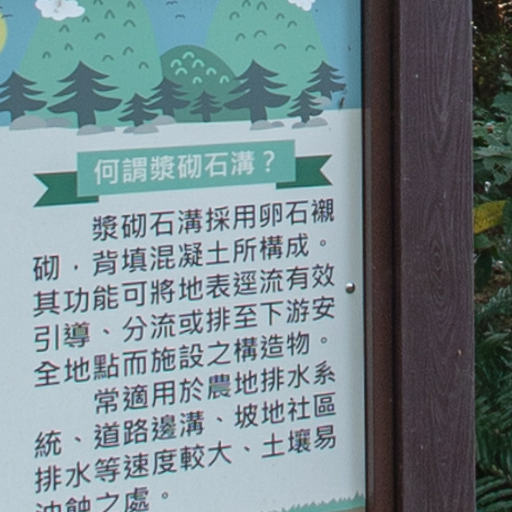 何謂漿砌石溝？
漿砌石溝採用卵石襯
砌，背填混凝土所構成。
其功能可將地表逕流有效
引導、分流或排至下游安
全地點而施設之構造物。
常適用於農地排水系
統、道路邊溝、坡地社區
排水等速度較大、土壤易
沖蝕之處。